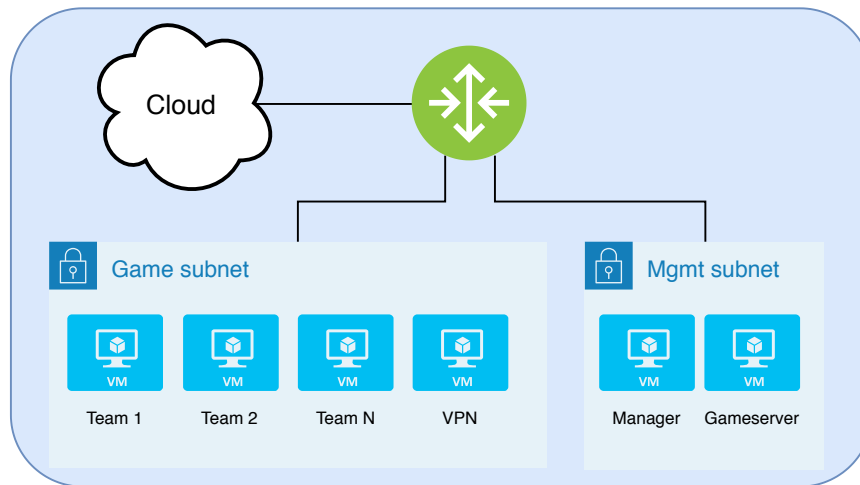 Cloud
Game subnet
Mgmt subnet
VM VM VM VM VM VM
Team 1 Team 2 Team N VPN Manager Gameserver